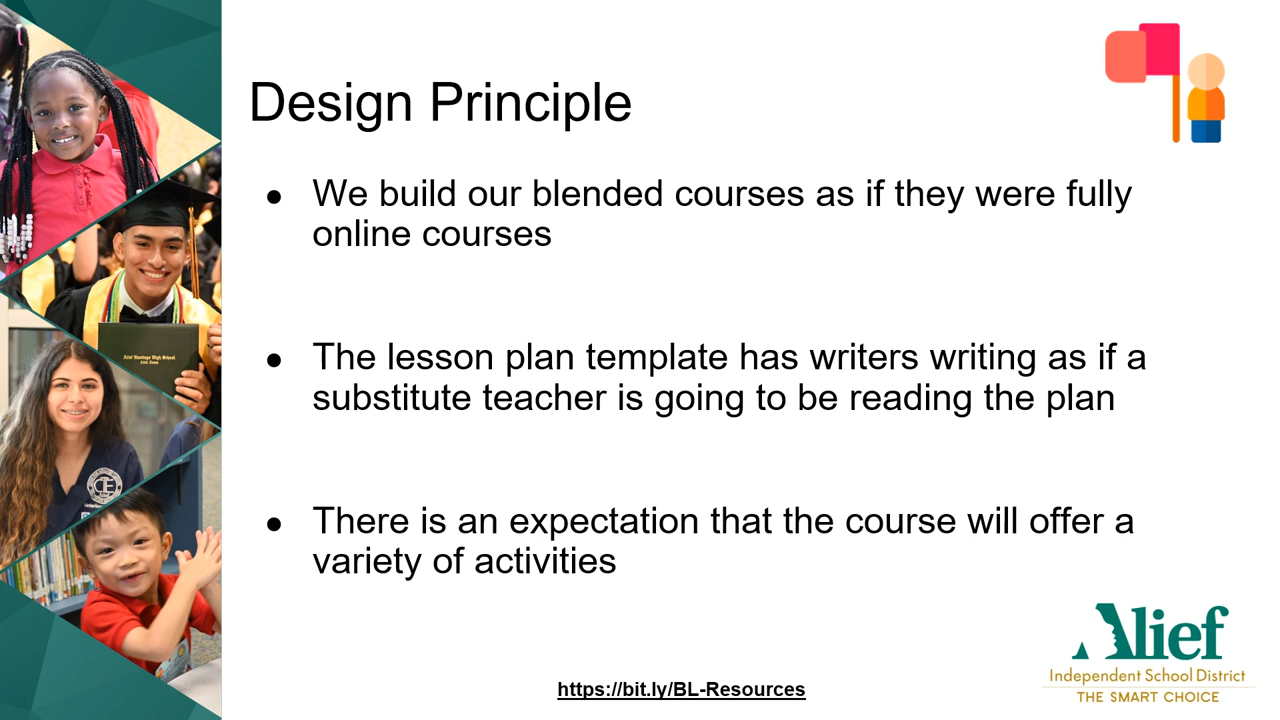 Design Principle
● We build our blended courses as if they were fully
online courses
● The lesson plan template has writers writing as if a
substitute teacher is going to be reading the plan
● There is an expectation that the course will offer a
variety of activities
Alief
Independent School District
THE SMART CHOICE
https://bit.ly/BL-Resources